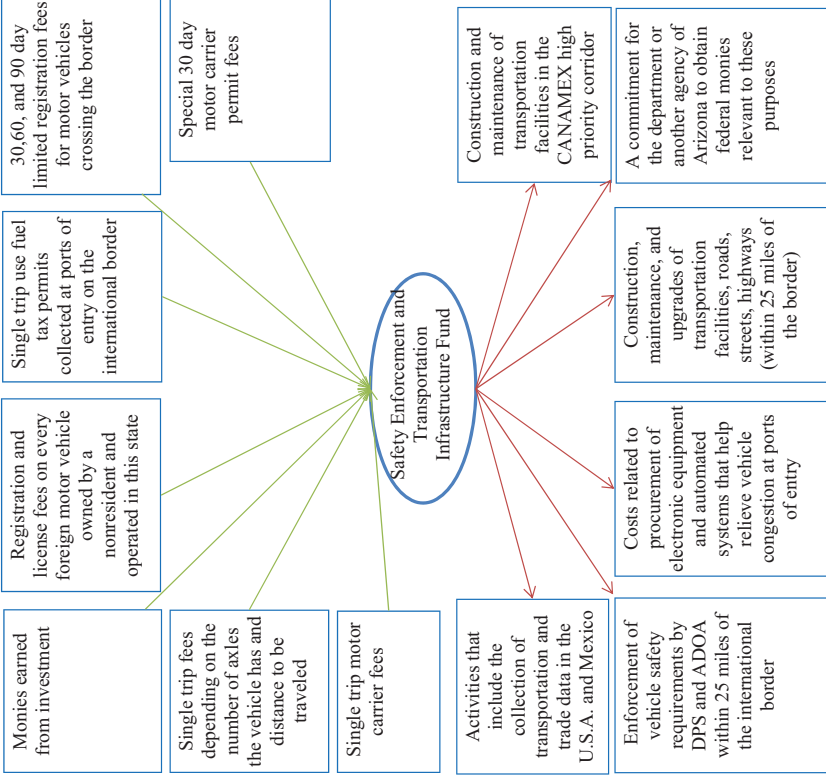 Monies earned
from investment
Registration and
license fees on every
foreign motor vehicle
owned by a
nonresident and
operated in this state
Single trip use fuel
tax permits
collected at ports of
entry on the
international border
30,60, and 90 day
limited registration fees
for motor vehicles
crossing the border
Single trip fees
depending on the
number of axles
the vehicle has and
distance to be
traveled
Special 30 day
motor carrier
permit fees
Single trip motor
carrier fees
Safety Enforcement and
Transportation
Infrastructure Fund
Activities that
include the
collection of
transportation and
trade data in the
U.S.A. and Mexico
Construction and
maintenance of
transportation
facilities in the
CANAMEX high
priority corridor
Enforcement of
vehicle safety
requirements by
DPS and ADOA
within 25 miles of
the international
border
Costs related to
procurement of
electronic equipment
and automated
systems that help
relieve vehicle
congestion at ports
of entry
Construction,
maintenance, and
upgrades of
transportation
facilities, roads,
streets, highways
(within 25 miles of
the border)
A commitment for
the department or
another agency of
Arizona to obtain
federal monies
relevant to these
purposes